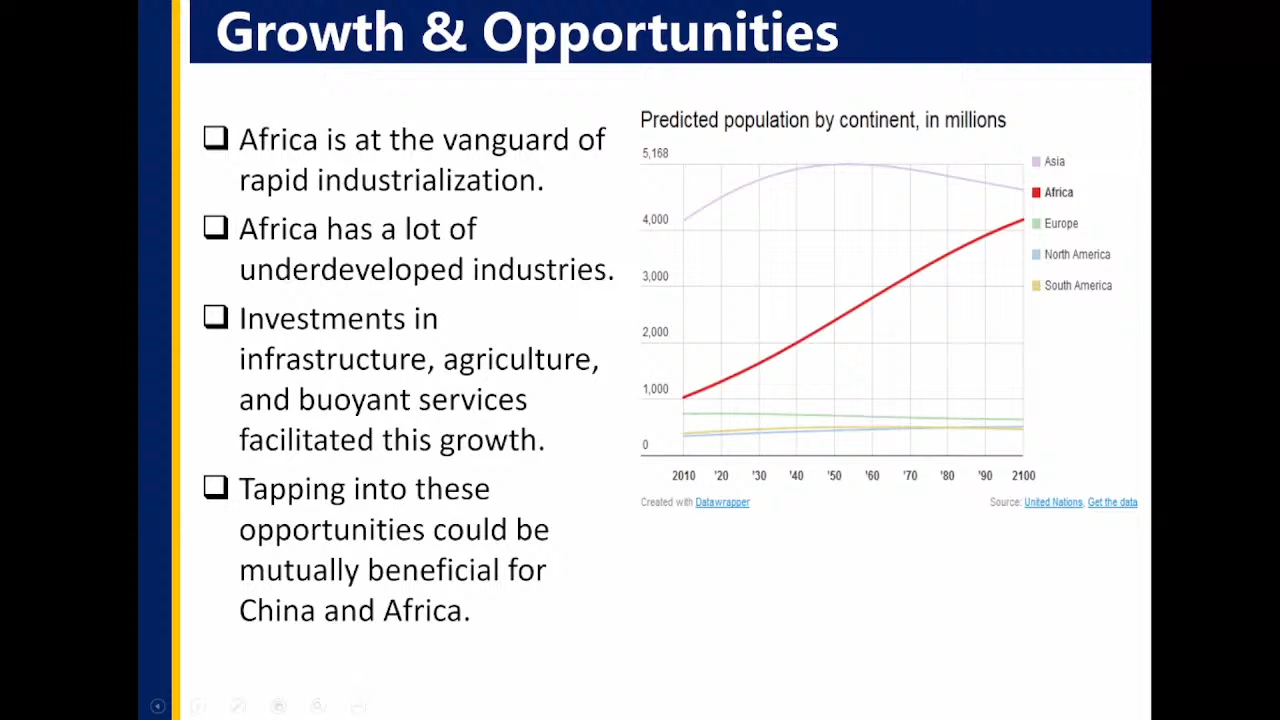 Growth & Opportunities
❑ Africa is at the vanguard of
rapid industrialization.
❑ Africa has a lot of
underdeveloped industries.
❑ Investments in
infrastructure, agriculture,
and buoyant services
facilitated this growth.
❑ Tapping into these
opportunities could be
mutually beneficial for
China and Africa.
Predicted population by continent, in millions
5,168
4,000
3,000
2,000
1,000
0
2010 '20 '30 '40 '50 '60 '70 '80 '90 2100
Asia
Africa
Europe
North America
South America
Created with Datawrapper
Source: United Nations, Get the data